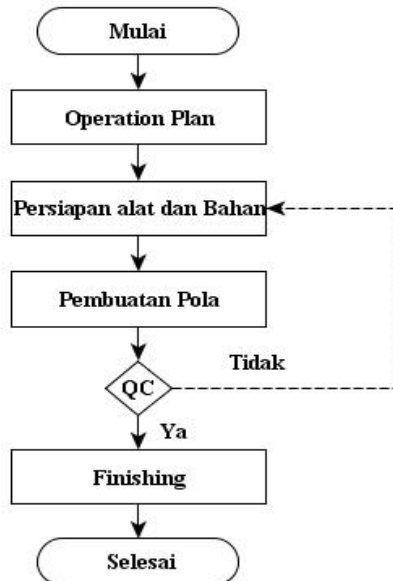 Mulai
Operation Plan
Persiapan alat dan Bahan
Pembuatan Pola
QC
Tidak
Ya
Finishing
Selesai